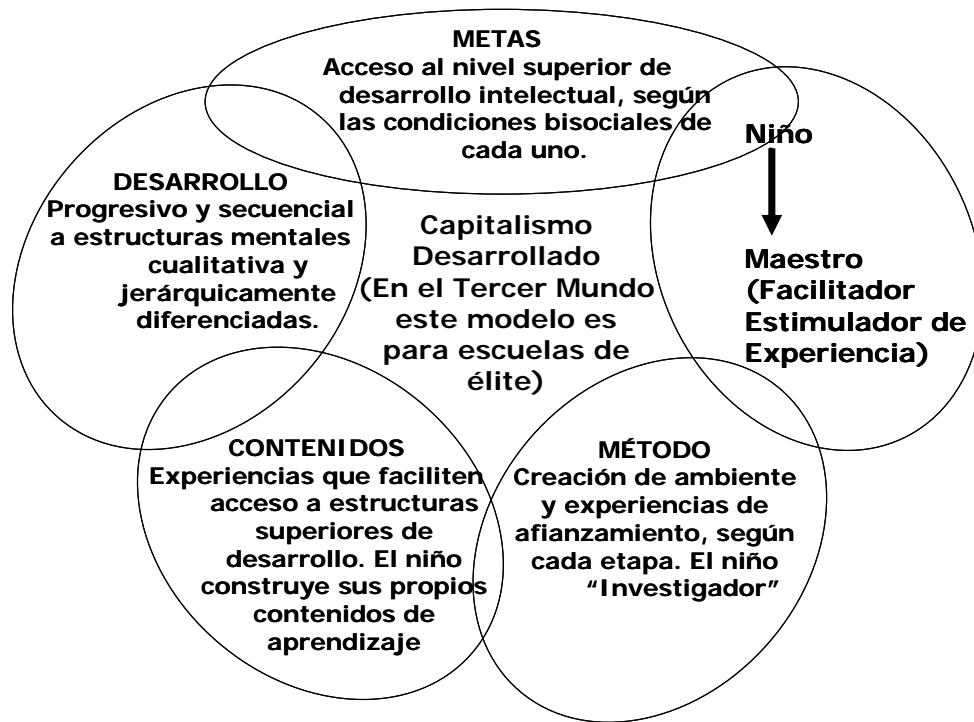 METAS
Acceso al nivel superior de
desarrollo intelectual, según
las condiciones bisociales de
cada uno.
Niño
Maestro
(Facilitador
Estimulador de
Experiencia)
DESARROLLO
Progresivo y secuencial
a estructuras mentales
cualitativa y
jerárquicamente
diferenciadas.
Capitalismo
Desarrollado
(En el Tercer Mundo
este modelo es
para escuelas de
élite)
CONTENIDOS
Experiencias que faciliten
acceso a estructuras
superiores de
desarrollo. El niño
construye sus propios
contenidos de
aprendizaje
MÉTODO
Creación de ambiente
y experiencias de
afianzamiento, según
cada etapa. El niño
“Investigador”